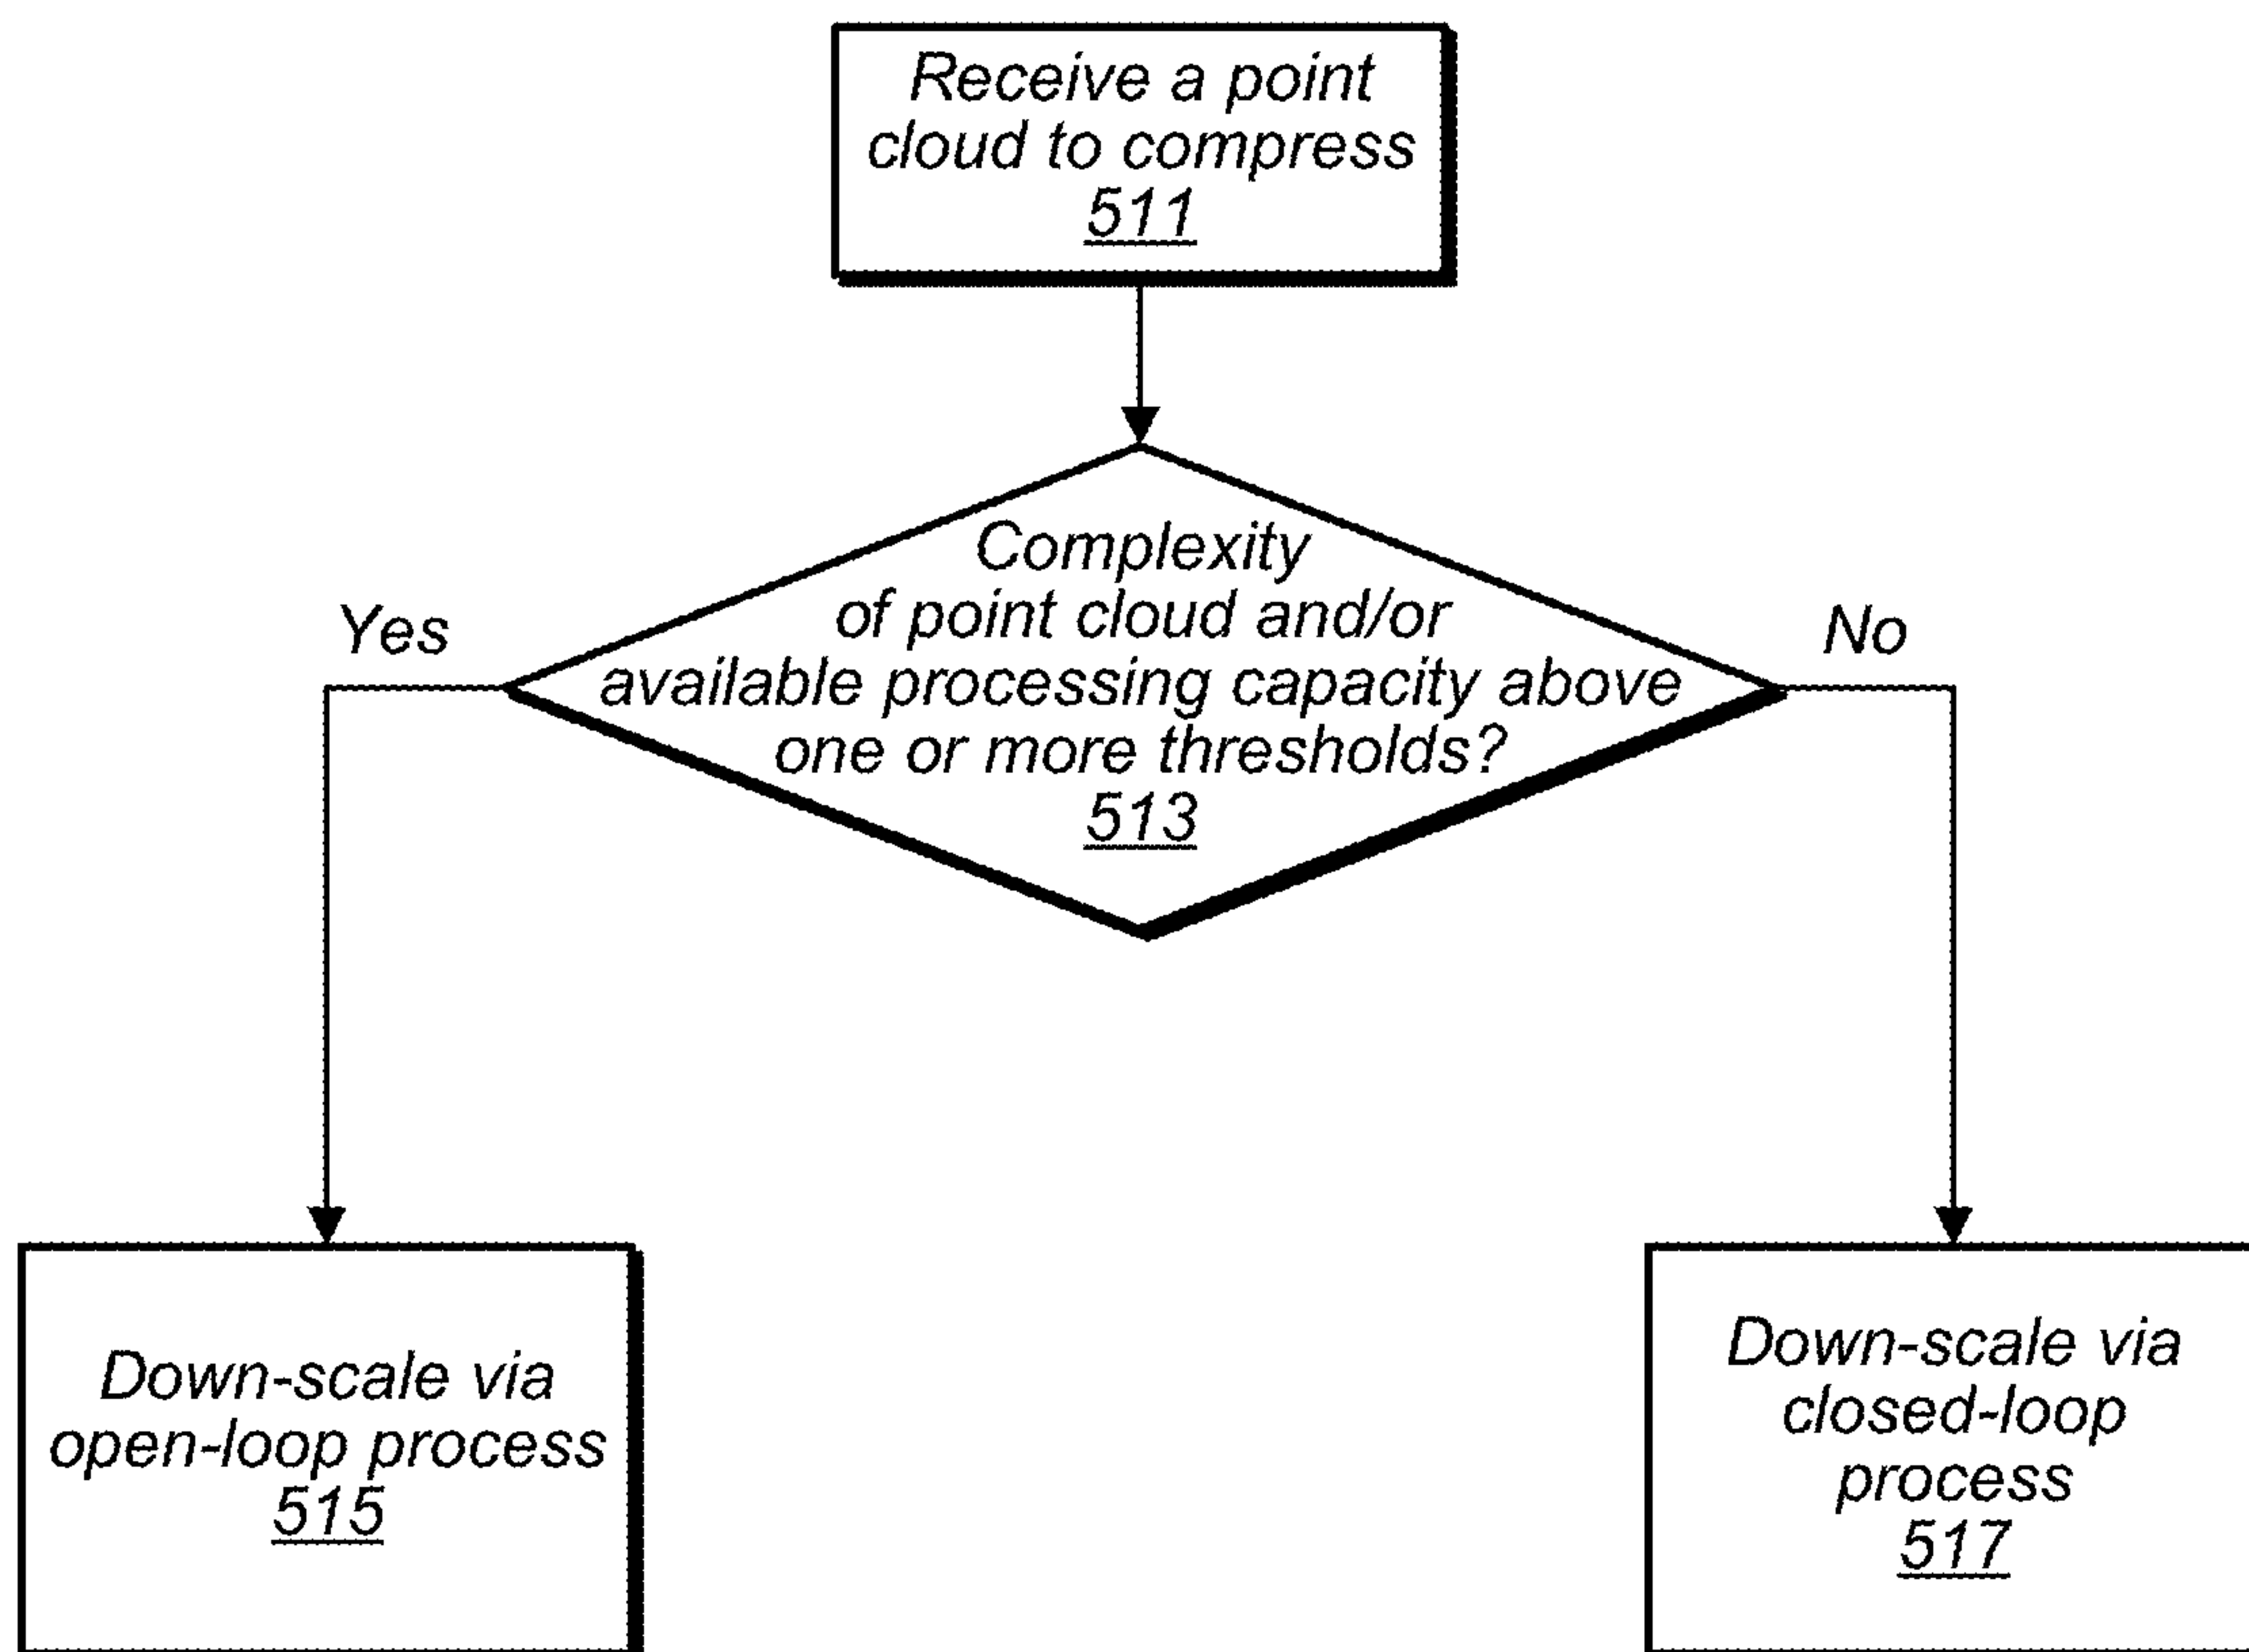 Receive a point
cloud to compress
511
Complexity
of point cloud and/or
available processing capacity above
one or more thresholds?
513
Yes
No
Down-scale via
open-loop process
515
Down-scale via
closed-loop
process
517